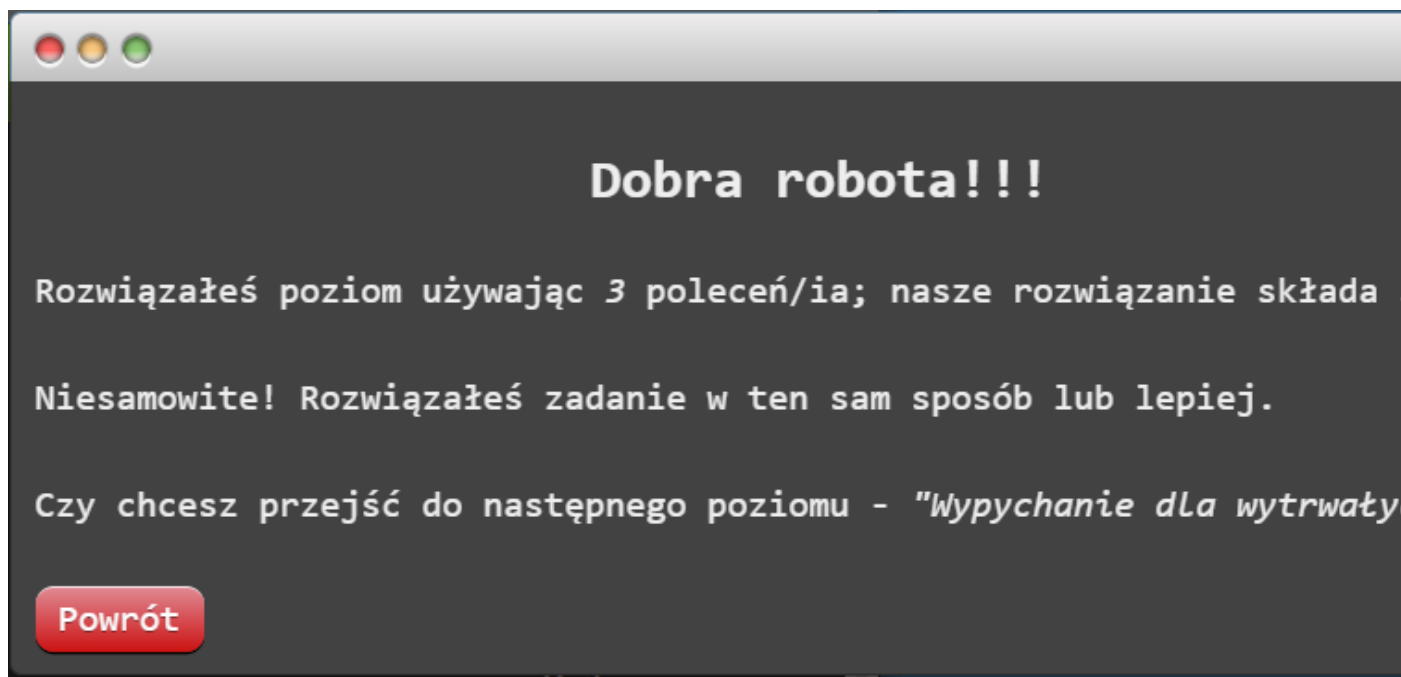 Dobra robota!!!
Rozwiązałeś poziom używając 3 poleceń/ia; nasze rozwiązanie składa
Niesamowite! Rozwiązałeś zadanie w ten sam sposób lub lepiej.
Czy chcesz przejść do następnego poziomu - "Wypychanie dla
Powrót